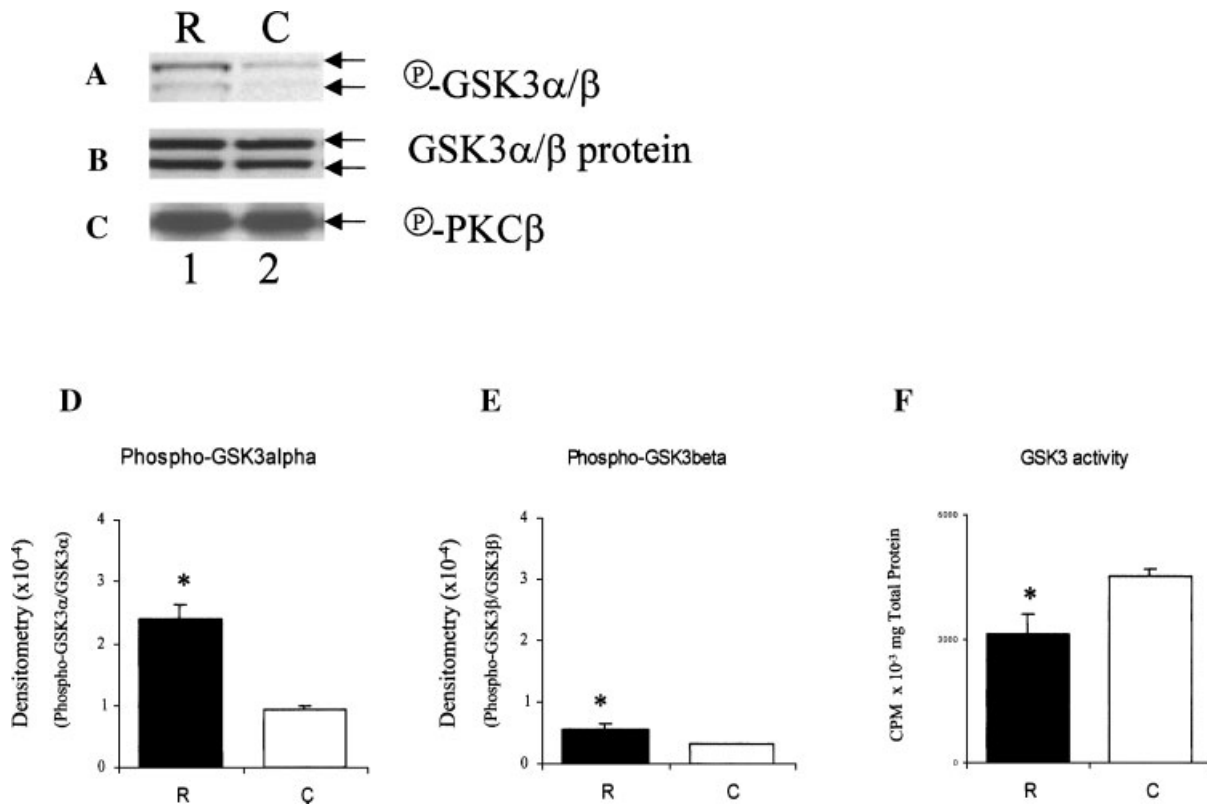 R C
A
Ⓟ-GSK3α/β
B
GSK3α/β protein
C
Ⓟ-PKCβ
1 2
D
Phospho-GSK3alpha
Densitometry (x10⁻⁴)
(Phospho-GSK3α/GSK3α)
4
3
2
1
0
*
R C
E
Phospho-GSK3beta
Densitometry (x10⁻⁴)
(Phospho-GSK3β/GSK3β)
4
3
2
1
0
*
R C
F
GSK3 activity
CPM x 10⁻³ mg Total Protein
6000
3000
0
*
R C